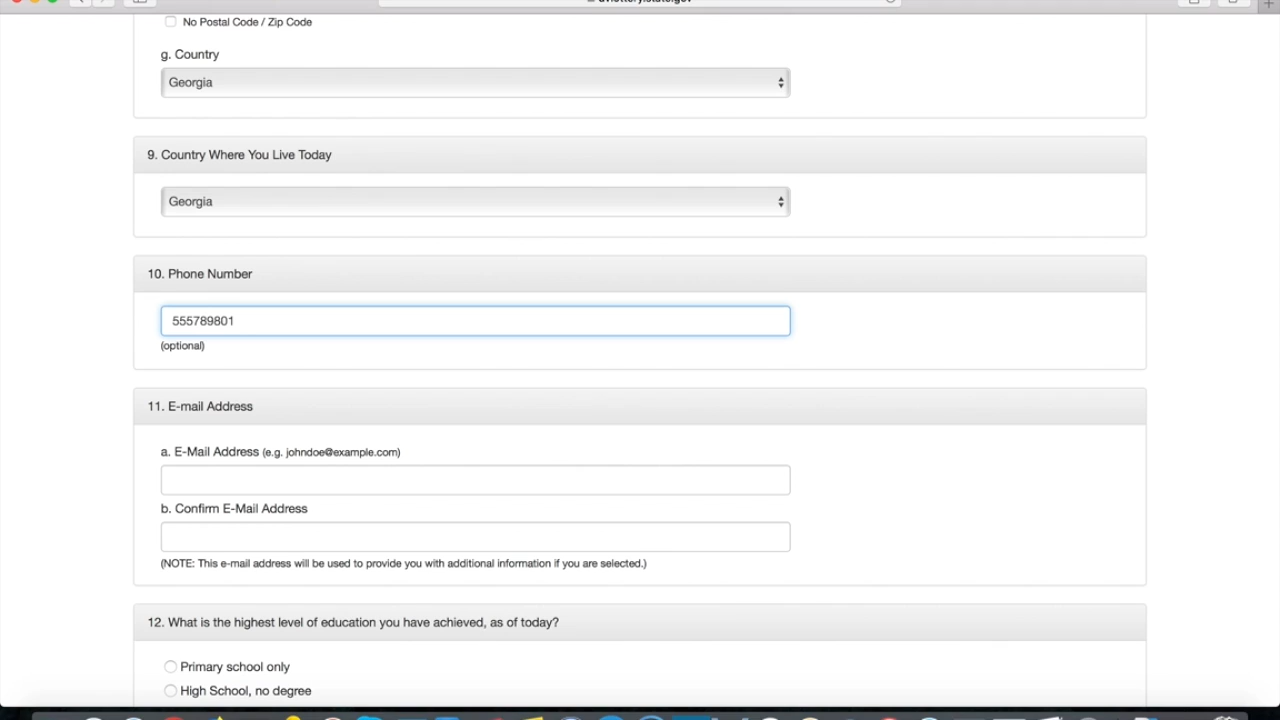 No Postal Code / Zip Code
g. Country
Georgia
9. Country Where You Live Today
Georgia
10. Phone Number
555789801
(optional)
11. E-mail Address
a. E-Mail Address (e.g. johndoe@example.com)
b. Confirm E-Mail Address
(NOTE: This e-mail address will be used to provide you with additional information if you are selected.)
12. What is the highest level of education you have achieved, as of today?
Primary school only
High School, no degree